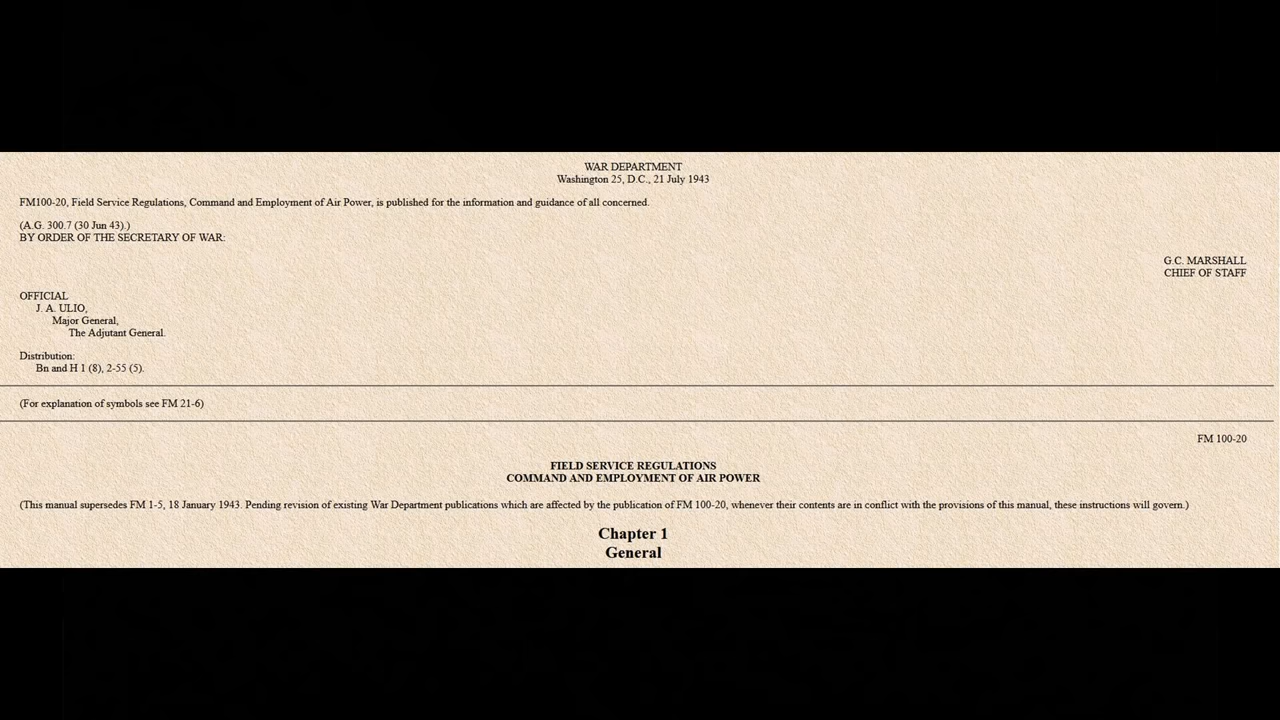 WAR DEPARTMENT
Washington 25, D.C., 21 July 1943
FM100-20, Field Service Regulations, Command and Employment of Air Power, is published for the information and guidance of all concerned.
(A.G. 300.7 (30 Jun 43).)
BY ORDER OF THE SECRETARY OF WAR:
G.C. MARSHALL
CHIEF OF STAFF
OFFICIAL
J. A. ULIO,
Major General,
The Adjutant General.
Distribution:
Bn and H 1 (8), 2-55 (5).
(For explanation of symbols see FM 21-6)
FM 100-20
FIELD SERVICE REGULATIONS
COMMAND AND EMPLOYMENT OF AIR POWER
(This manual supersedes FM 1-5, 18 January 1943. Pending revision of existing War Department publications which are affected by the publication of FM 100-20, whenever their contents are in conflict with the provisions of this manual, these instructions will govern.)
Chapter 1
General